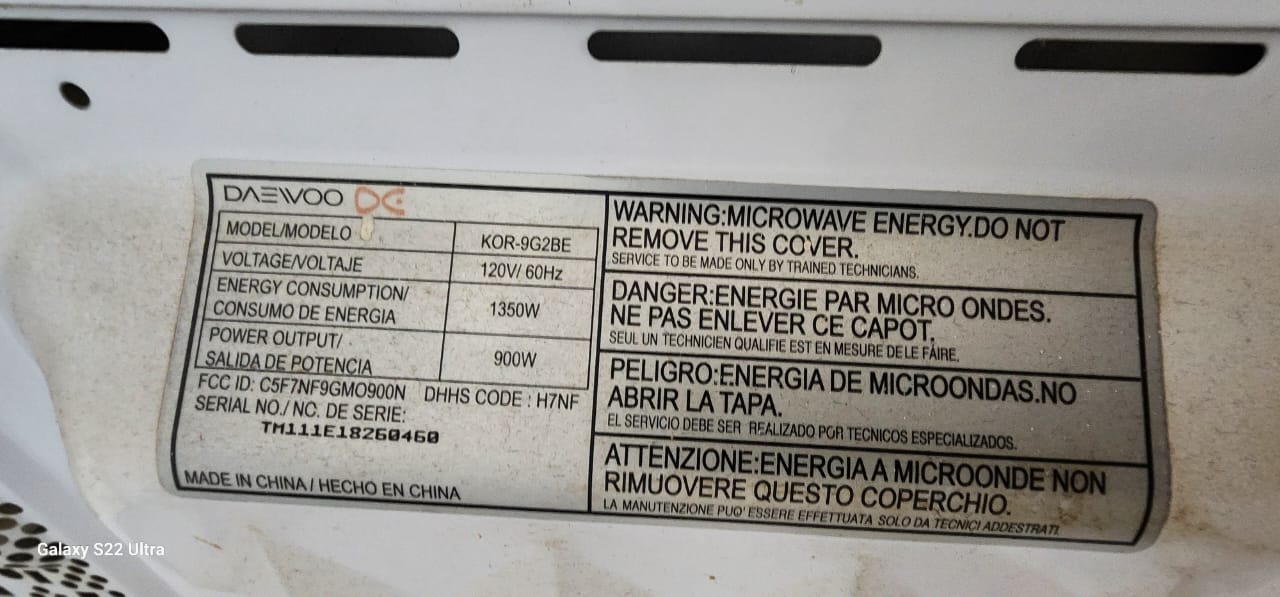 DAEWOO DE
MODEL/MODELO KOR-9G2BE
VOLTAGE/VOLTAJE 120V/ 60Hz
ENERGY CONSUMPTION/
CONSUMO DE ENERGIA 1350W
POWER OUTPUT/
SALIDA DE POTENCIA 900W
FCC ID: C5F7NF9GMO900N DHHS CODE : H7NF
SERIAL NO./ NC. DE SERIE:
TM111E18260460
MADE IN CHINA / HECHO EN CHINA
WARNING:MICROWAVE ENERGY.DO NOT
REMOVE THIS COVER.
SERVICE TO BE MADE ONLY BY TRAINED TECHNICIANS.
DANGER:ENERGIE PAR MICRO ONDES.
NE PAS ENLEVER CE CAPOT.
SEUL UN TECHNICIEN QUALIFIE EST EN MESURE DE LE FAIRE.
PELIGRO:ENERGIA DE MICROONDAS.NO
ABRIR LA TAPA.
EL SERVICIO DEBE SER REALIZADO POR TECNICOS ESPECIALIZADOS.
ATTENZIONE:ENERGIA A MICROONDE NON
RIMUOVERE QUESTO COPERCHIO.
LA MANUTENZIONE PUO' ESSERE EFFETTUATA SOLO DA TECNICI ADDESTRATI.
Galaxy S22 Ultra